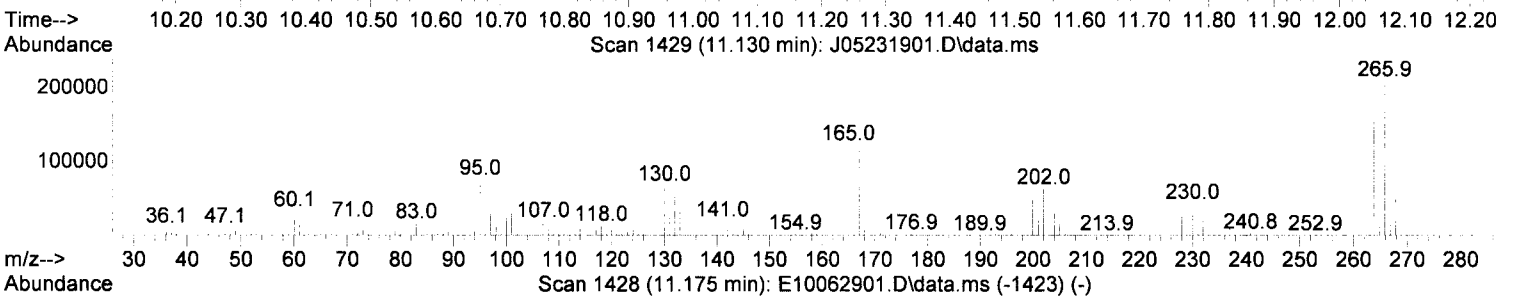 Time--> 10.20 10.30 10.40 10.50 10.60 10.70 10.80 10.90 11.00 11.10 11.20 11.30 11.40 11.50 11.60 11.70 11.80 11.90 12.00 12.10 12.20
Abundance Scan 1429 (11.130 min): J05231901.D\data.ms
265.9
200000
165.0
100000
95.0 130.0 202.0
60.1 230.0
36.1 47.1 71.0 83.0 107.0 118.0 141.0 154.9 176.9 189.9 213.9 240.8 252.9
m/z--> 30 40 50 60 70 80 90 100 110 120 130 140 150 160 170 180 190 200 210 220 230 240 250 260 270 280
Abundance Scan 1428 (11.175 min): E10062901.D\data.ms (-1423) (-)